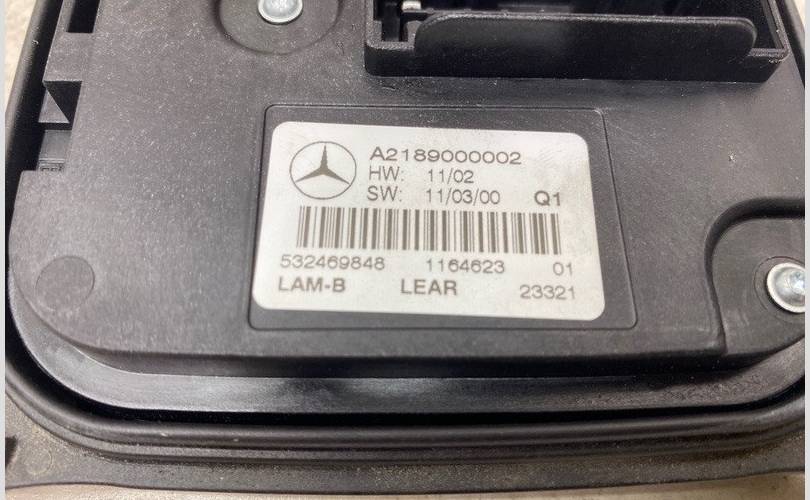 A2189000002
HW: 11/02
SW: 11/03/00 Q1
532469848 1164623 01
LAM-B LEAR 23321